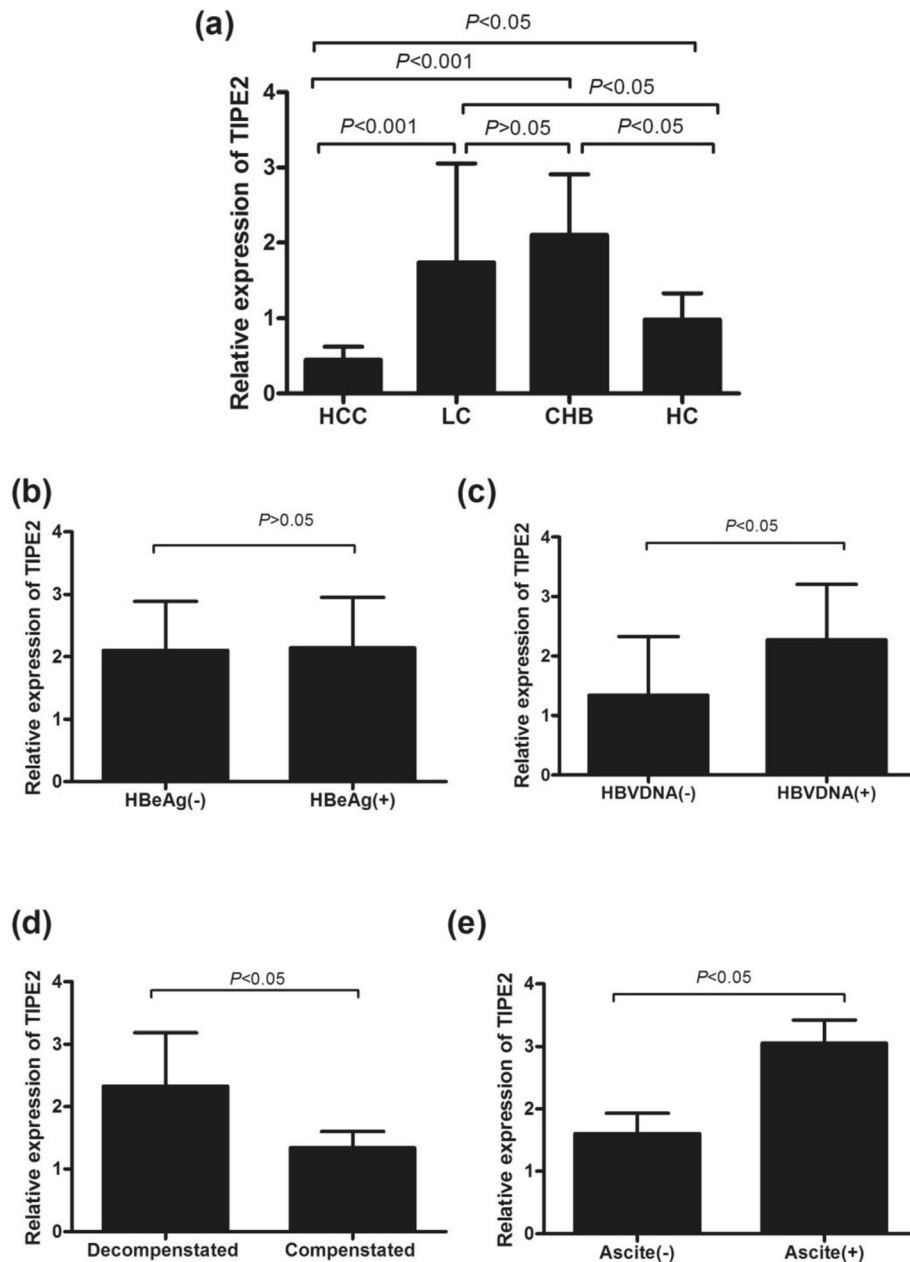 (a)
P<0.05
P<0.001
P<0.05
P<0.001 P>0.05 P<0.05
Relative expression of TIPE2
4
3
2
1
0
HCC LC CHB HC
(b)
P>0.05
Relative expression of TIPE2
4
3
2
1
0
HBeAg(-) HBeAg(+)
(c)
P<0.05
Relative expression of TIPE2
4
3
2
1
0
HBVDNA(-) HBVDNA(+)
(d)
P<0.05
Relative expression of TIPE2
4
3
2
1
0
Decompenstated Compenstated
(e)
P<0.05
Relative expression of TIPE2
4
3
2
1
0
Ascite(-) Ascite(+)